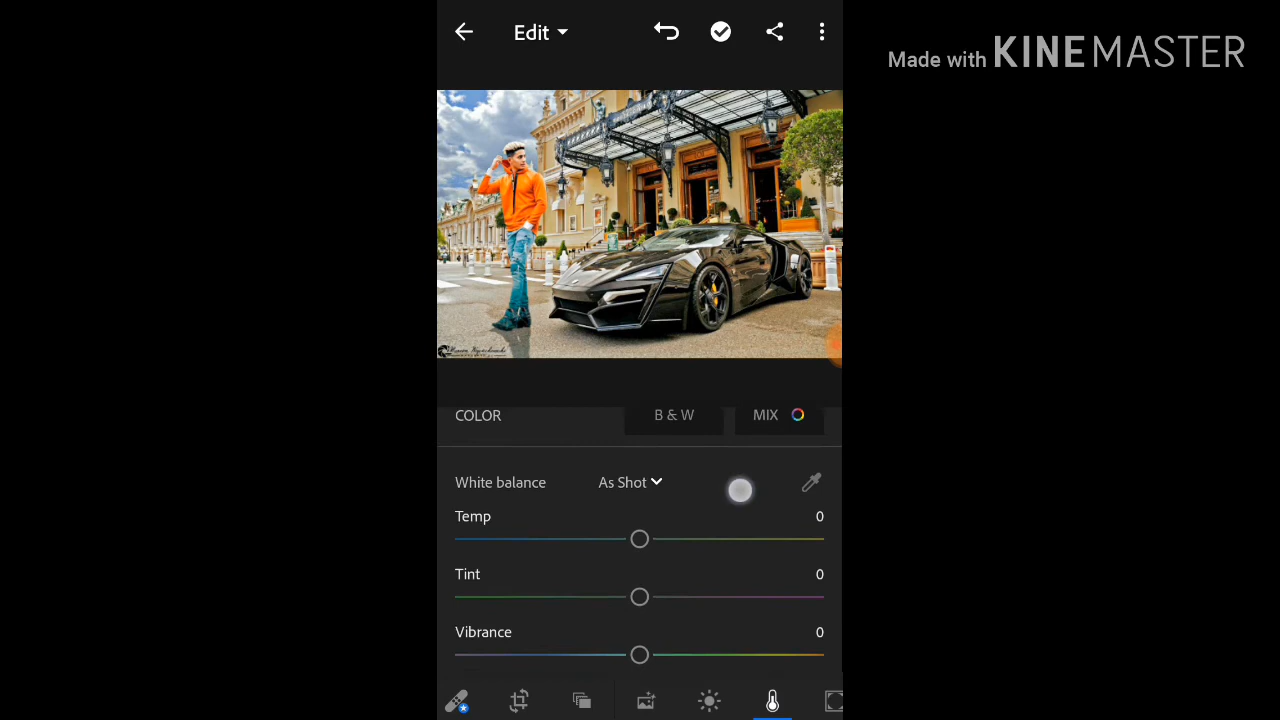 Edit
Made with KINEMASTER
COLOR
B & W
MIX
White balance
As Shot
Temp
0
Tint
0
Vibrance
0